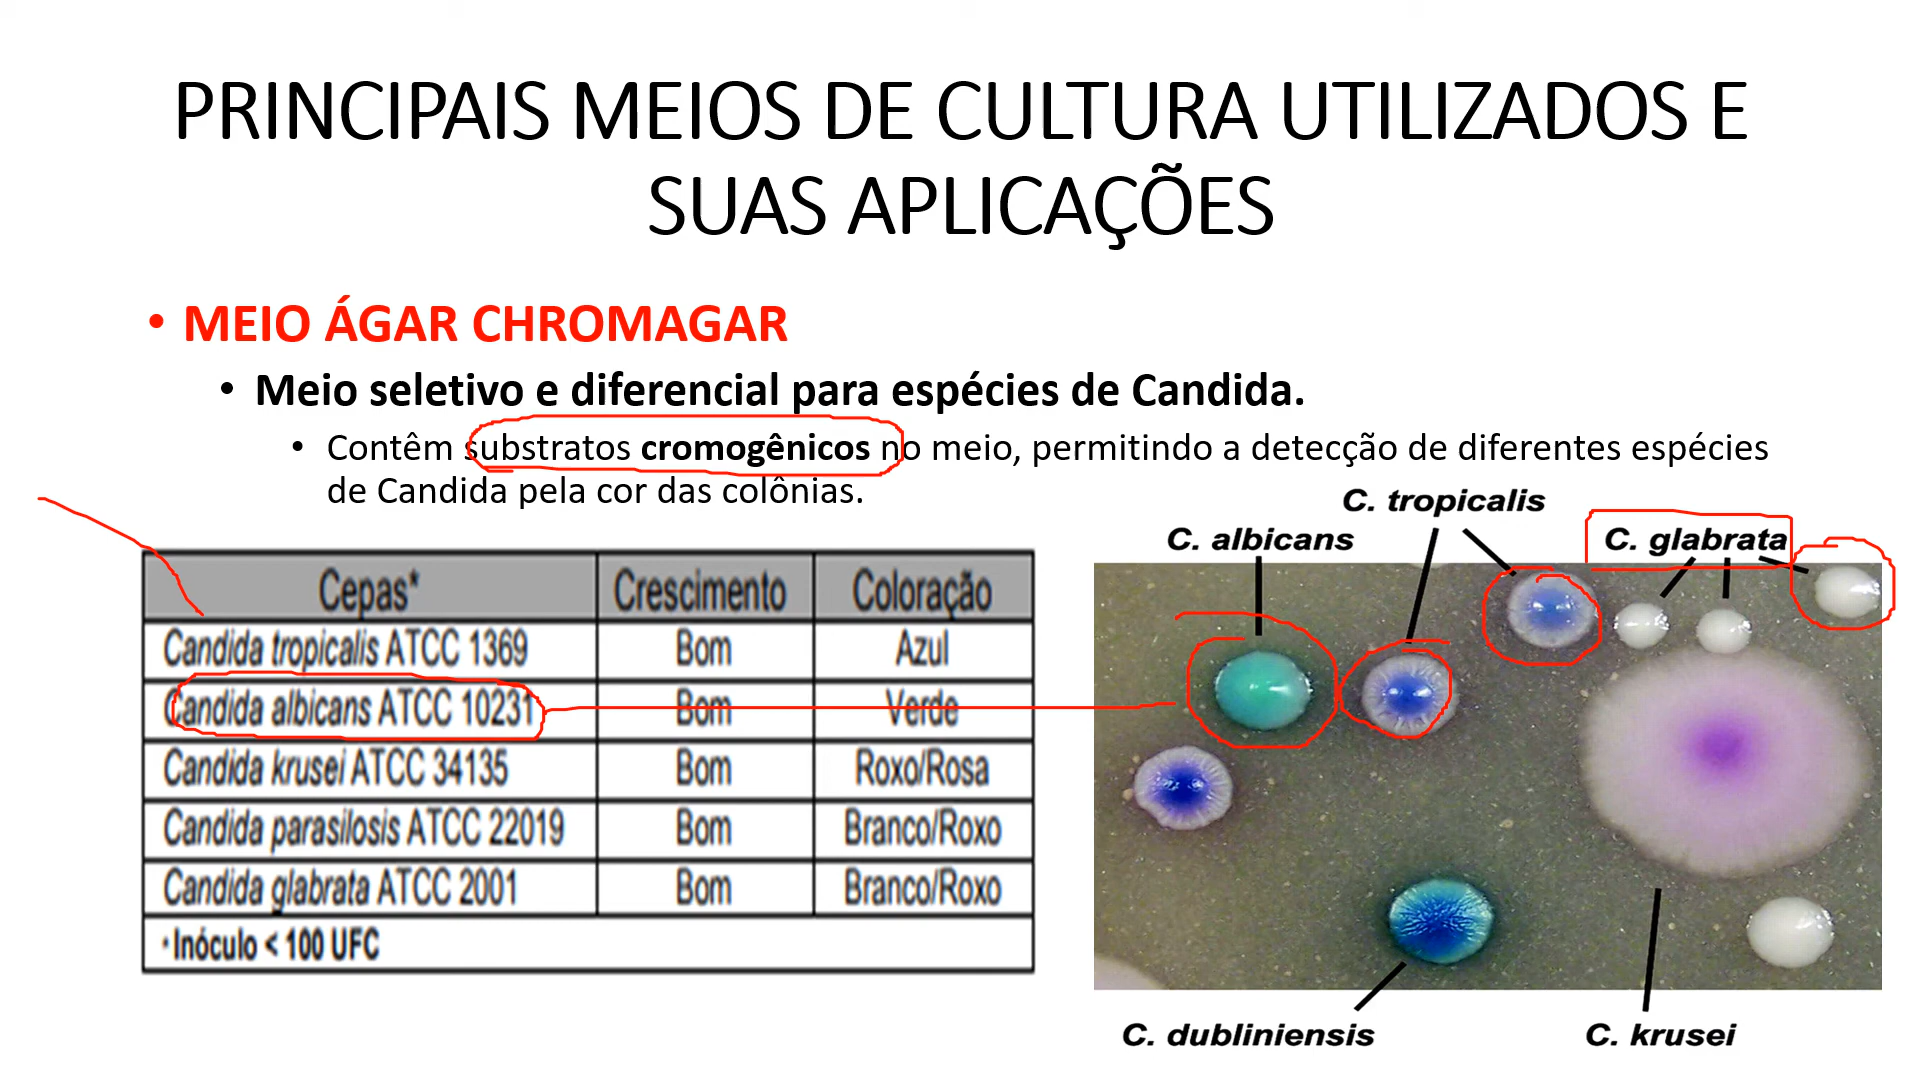 PRINCIPAIS MEIOS DE CULTURA UTILIZADOS E
SUAS APLICAÇÕES
• MEIO ÁGAR CHROMAGAR
• Meio seletivo e diferencial para espécies de Candida.
• Contêm substratos cromogênicos no meio, permitindo a detecção de diferentes espécies
de Candida pela cor das colônias.
Cepas* Crescimento Coloração
Candida tropicalis ATCC 1369 Bom Azul
Candida albicans ATCC 10231 Bom Verde
Candida krusei ATCC 34135 Bom Roxo/Rosa
Candida parasilosis ATCC 22019 Bom Branco/Roxo
Candida glabrata ATCC 2001 Bom Branco/Roxo
* Inóculo < 100 UFC
C. tropicalis
C. albicans
C. glabrata
C. dubliniensis
C. krusei